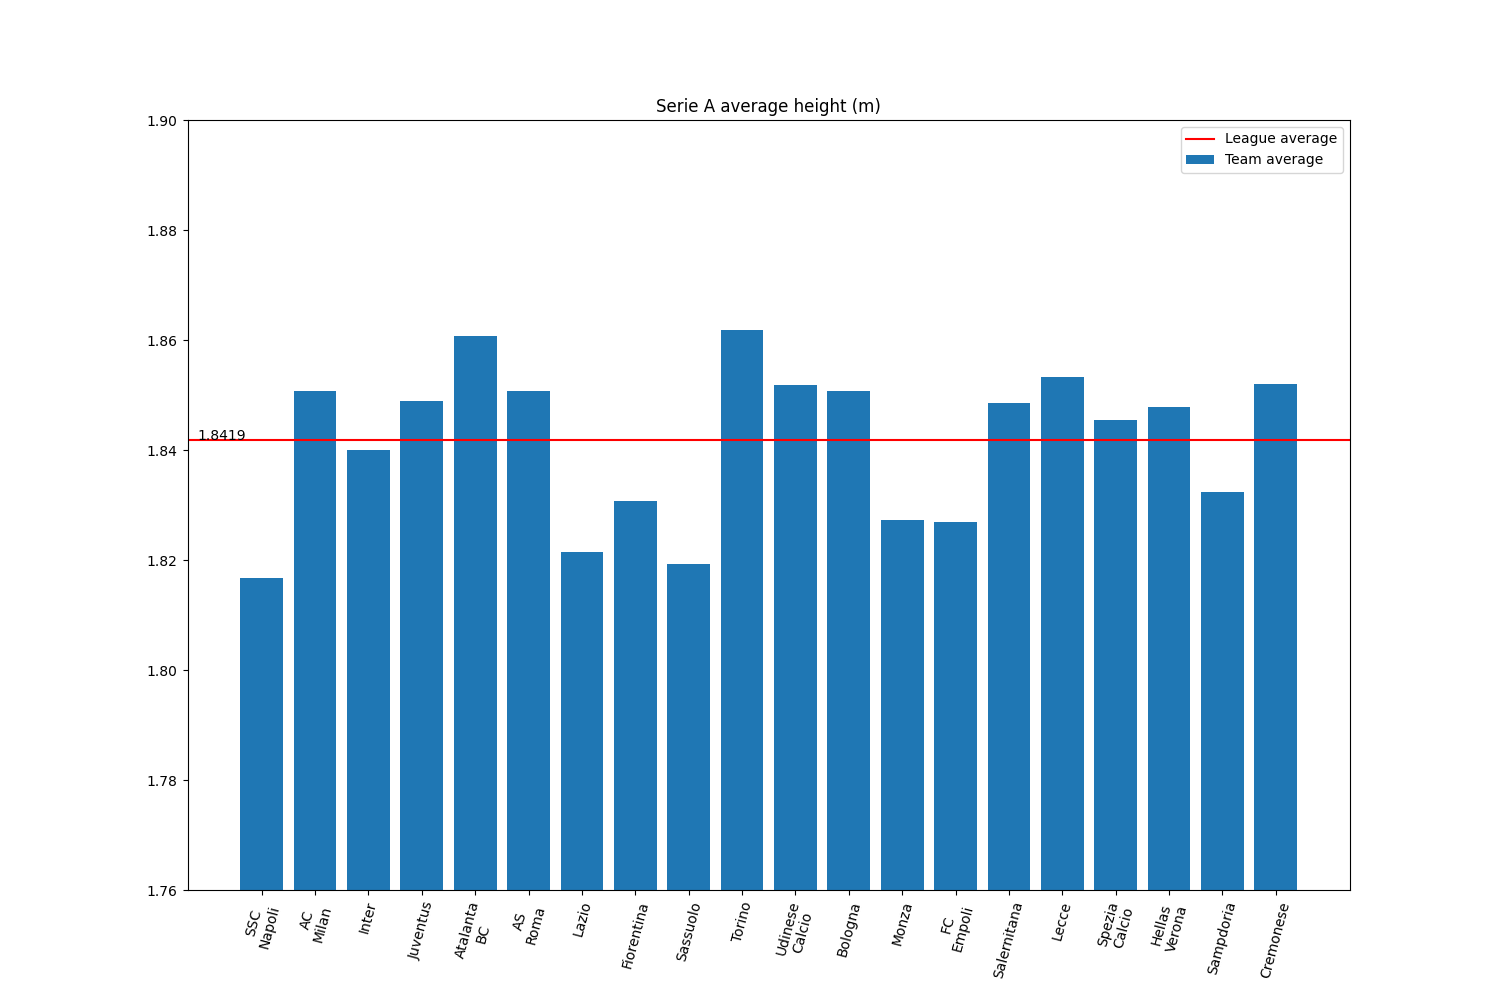 Serie A average height (m)
League average
Team average
1.90
1.88
1.86
1.84
1.82
1.80
1.78
1.76
1.8419
SSC
Napoli
AC
Milan
Inter
Juventus
Atalanta
BC
AS
Roma
Lazio
Fiorentina
Sassuolo
Torino
Udinese
Calcio
Bologna
Monza
FC
Empoli
Salernitana
Lecce
Spezia
Calcio
Hellas
Verona
Sampdoria
Cremonese